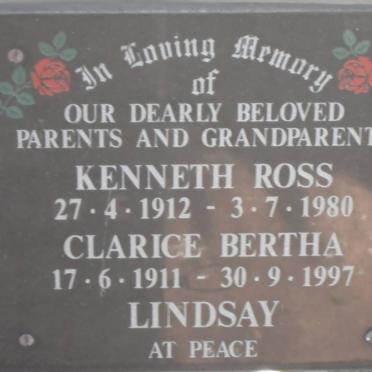 In Loving Memory
of
OUR DEARLY BELOVED
PARENTS AND GRANDPARENT
KENNETH ROSS
27·4·1912 - 3·7·1980
CLARICE BERTHA
17·6·1911 - 30·9·1997
LINDSAY
AT PEACE